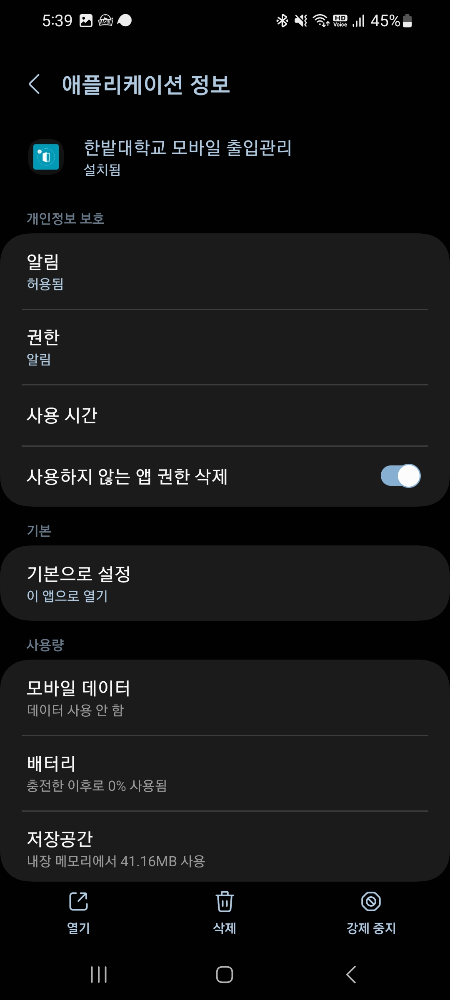 5:39 DASHIN HD Voice 45%
애플리케이션 정보
한밭대학교 모바일 출입관리
설치됨
개인정보 보호
알림
허용됨
권한
알림
사용 시간
사용하지 않는 앱 권한 삭제
기본
기본으로 설정
이 앱으로 열기
사용량
모바일 데이터
데이터 사용 안 함
배터리
충전한 이후로 0% 사용됨
저장공간
내장 메모리에서 41.16MB 사용
열기 삭제 강제 중지